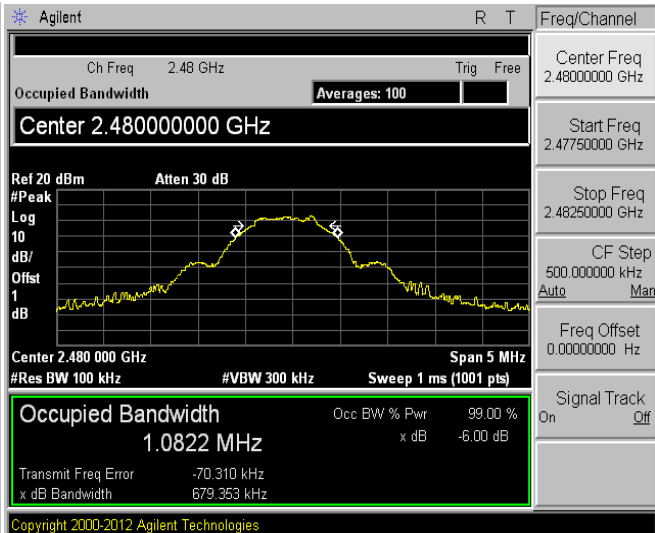 Agilent R T
Freq/Channel
Ch Freq 2.48 GHz Trig Free
Occupied Bandwidth Averages: 100
Center 2.480000000 GHz
Ref 20 dBm Atten 30 dB
#Peak
Log
10
dB/
Offst
1
dB
Center 2.480 000 GHz Span 5 MHz
#Res BW 100 kHz #VBW 300 kHz Sweep 1 ms (1001 pts)
Occupied Bandwidth Occ BW % Pwr 99.00 %
1.0822 MHz x dB -6.00 dB
Transmit Freq Error -70.310 kHz
x dB Bandwidth 679.353 kHz
Copyright 2000-2012 Agilent Technologies
Center Freq
2.48000000 GHz
Start Freq
2.47750000 GHz
Stop Freq
2.48250000 GHz
CF Step
500.000000 kHz
Auto Man
Freq Offset
0.00000000 Hz
Signal Track
On Off